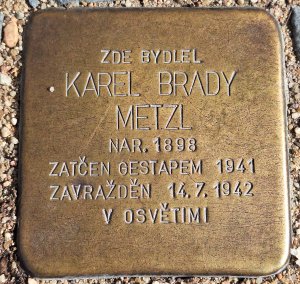 ZDE BYDLEL
KAREL BRADY
METZL
NAR. 1898
ZATČEN GESTAPEM 1941
ZAVRAŽDĚN 14.7.1942
V OSVĚTIMI